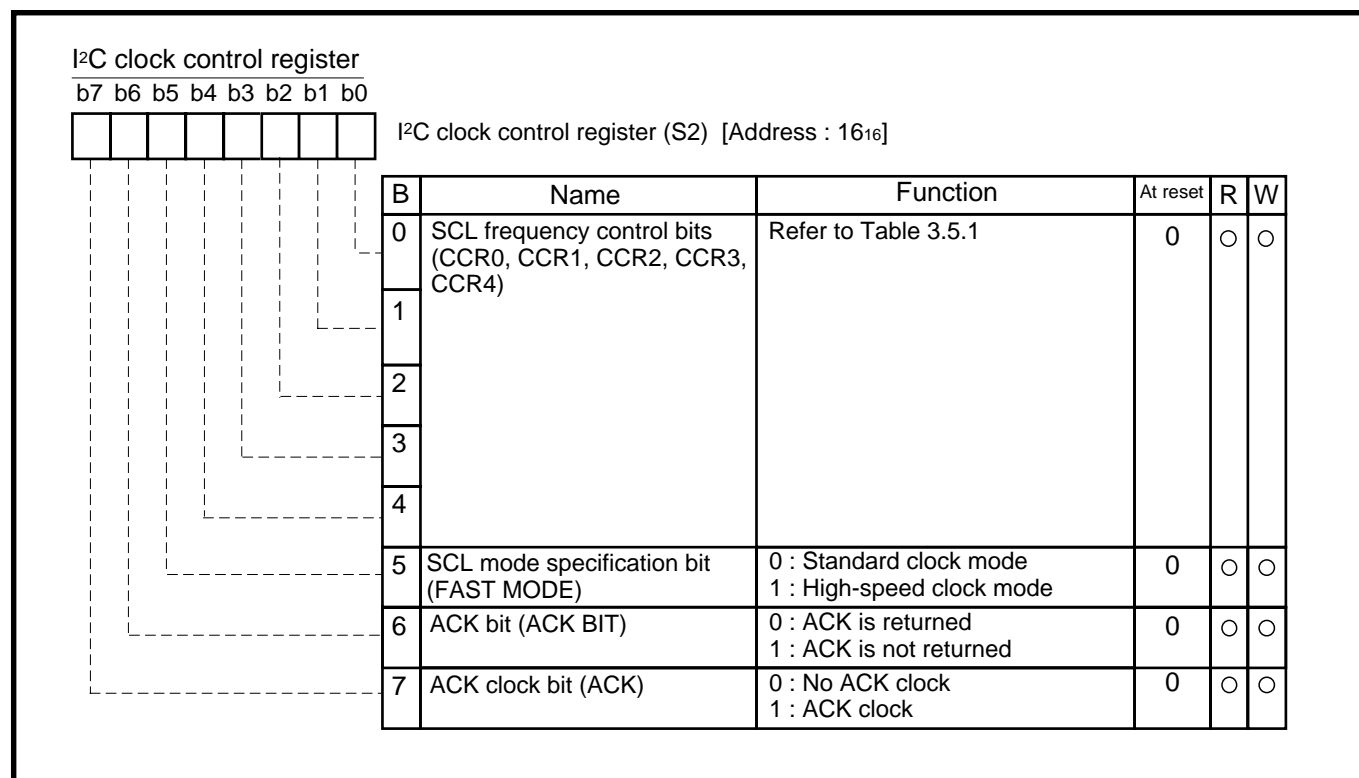 I²C clock control register
b7 b6 b5 b4 b3 b2 b1 b0
I²C clock control register (S2) [Address : 16₁₆]
B Name Function At reset R W
0 SCL frequency control bits Refer to Table 3.5.1 0 ○ ○
(CCR0, CCR1, CCR2, CCR3,
CCR4)
1
2
3
4
5 SCL mode specification bit 0 : Standard clock mode 0 ○ ○
(FAST MODE) 1 : High-speed clock mode
6 ACK bit (ACK BIT) 0 : ACK is returned 0 ○ ○
1 : ACK is not returned
7 ACK clock bit (ACK) 0 : No ACK clock 0 ○ ○
1 : ACK clock